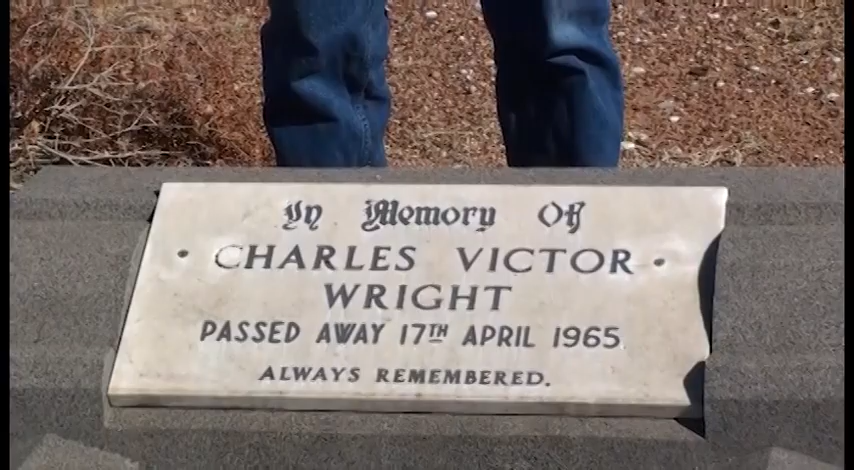 In Memory Of
• CHARLES VICTOR •
WRIGHT
PASSED AWAY 17TH APRIL 1965
ALWAYS REMEMBERED.